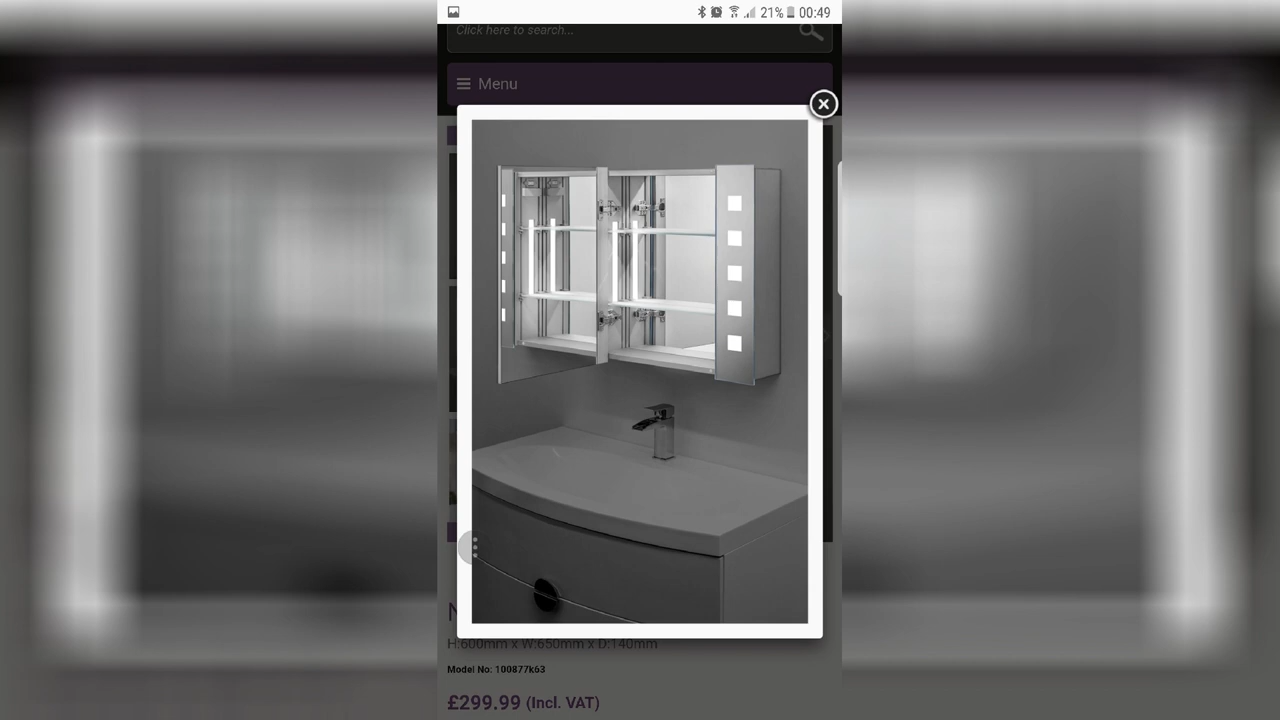 21% 00:49
Click here to search...
Menu
H:600mm x W:650mm x D:140mm
Model No: 100877k63
£299.99 (Incl. VAT)